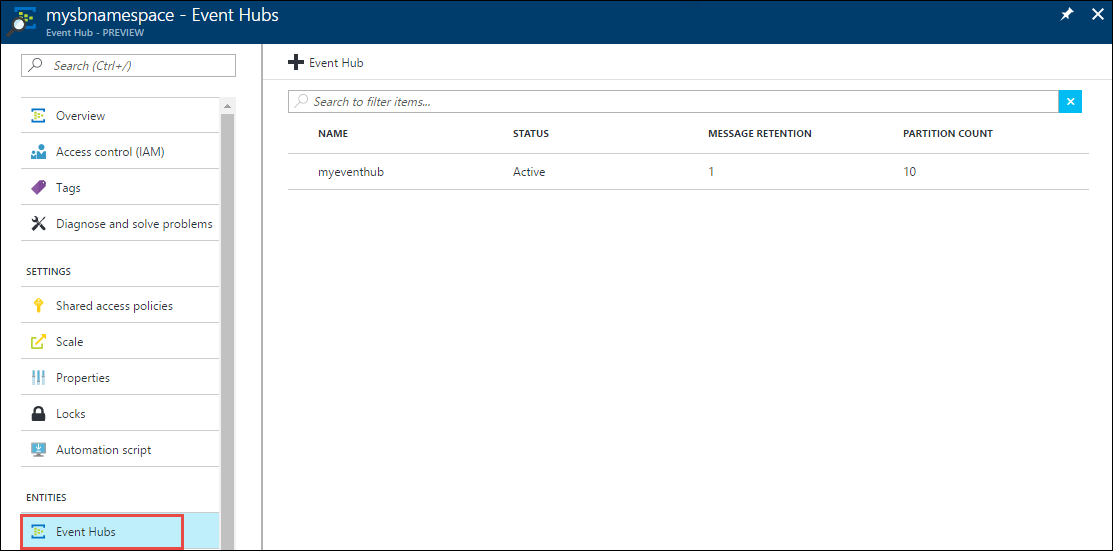 mysbnamespace - Event Hubs
Event Hub - PREVIEW
Search (Ctrl+/)
Overview
Access control (IAM)
Tags
Diagnose and solve problems
SETTINGS
Shared access policies
Scale
Properties
Locks
Automation script
ENTITIES
Event Hubs
Event Hub
Search to filter items...
NAME STATUS MESSAGE RETENTION PARTITION COUNT
myeventhub Active 1 10